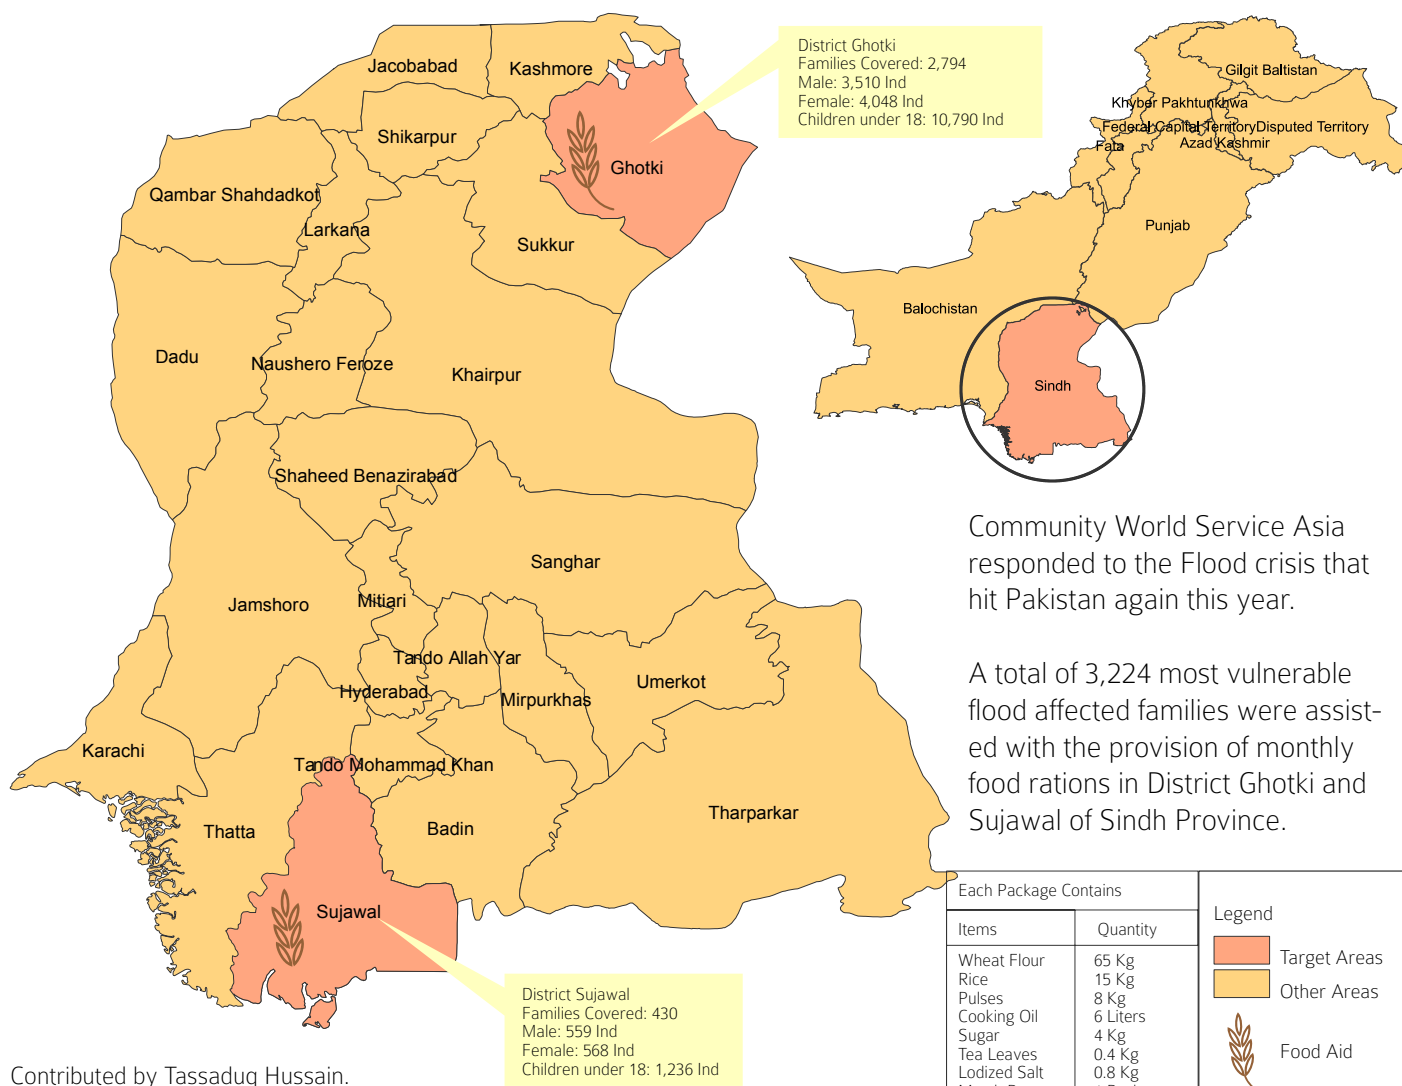 District Ghotki
Families Covered: 2,794
Male: 3,510 Ind
Female: 4,048 Ind
Children under 18: 10,790 Ind
Jacobabad
Kashmore
Shikarpur
Ghotki
Qambar Shahdadkot
Larkana
Sukkur
Dadu
Naushero Feroze
Khairpur
Shaheed Benazirabad
Sanghar
Jamshoro
Mitiari
Tando Allah Yar
Hyderabad
Mirpurkhas
Umerkot
Karachi
Tando Mohammad Khan
Thatta
Badin
Tharparkar
Sujawal
District Sujawal
Families Covered: 430
Male: 559 Ind
Female: 568 Ind
Children under 18: 1,236 Ind
Contributed by Tassaduq Hussain.
Gilgit Baltistan
Khyber Pakhtunkhwa
Federal Capital Territory
Disputed Territory
Fata
Azad Kashmir
Punjab
Balochistan
Sindh
Community World Service Asia
responded to the Flood crisis that
hit Pakistan again this year.
A total of 3,224 most vulnerable
flood affected families were assist-
ed with the provision of monthly
food rations in District Ghotki and
Sujawal of Sindh Province.
Each Package Contains
Items Quantity
Wheat Flour 65 Kg
Rice 15 Kg
Pulses 8 Kg
Cooking Oil 6 Liters
Sugar 4 Kg
Tea Leaves 0.4 Kg
Lodized Salt 0.8 Kg
Legend
Target Areas
Other Areas
Food Aid